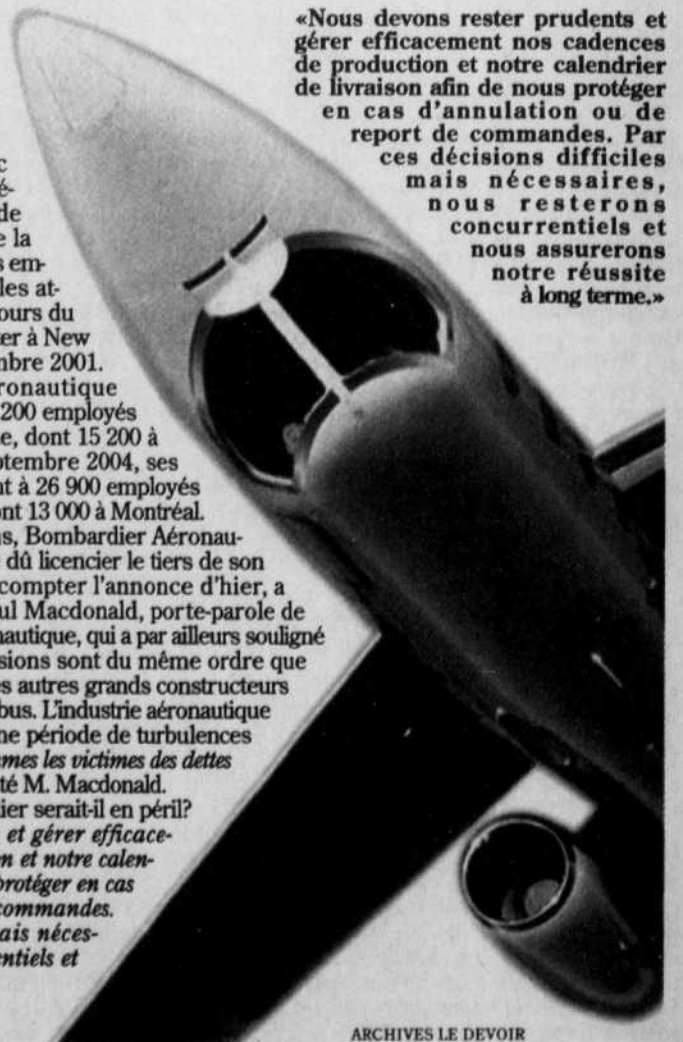 «Nous devons rester prudents et
gérer efficacement nos cadences
de production et notre calendrier
de livraison afin de nous protéger
en cas d'annulation ou de
report de commandes. Par
ces décisions difficiles
mais nécessaires,
nous resterons
concurrentiels et
nous assurerons
notre réussite
à long terme.»
c
é-
de
e la
s em-
les at-
ours du
er à New
mbre 2001.
ronautique
200 employés
e, dont 15 200 à
ptembre 2004, ses
nt à 26 900 employés
ont 13 000 à Montréal.
ns, Bombardier Aéronau-
dû licencier le tiers de son
compter l'annonce d'hier, a
ul Macdonald, porte-parole de
nautique, qui a par ailleurs souligné
sions sont du même ordre que
es autres grands constructeurs
bus. L'industrie aéronautique
ne période de turbulences
mes les victimes des dettes
té M. Macdonald.
ier serait-il en péril?
et gérer efficace-
n et notre calen-
protéger en cas
commandes.
ais néces-
entiels et
ARCHIVES LE DEVOIR